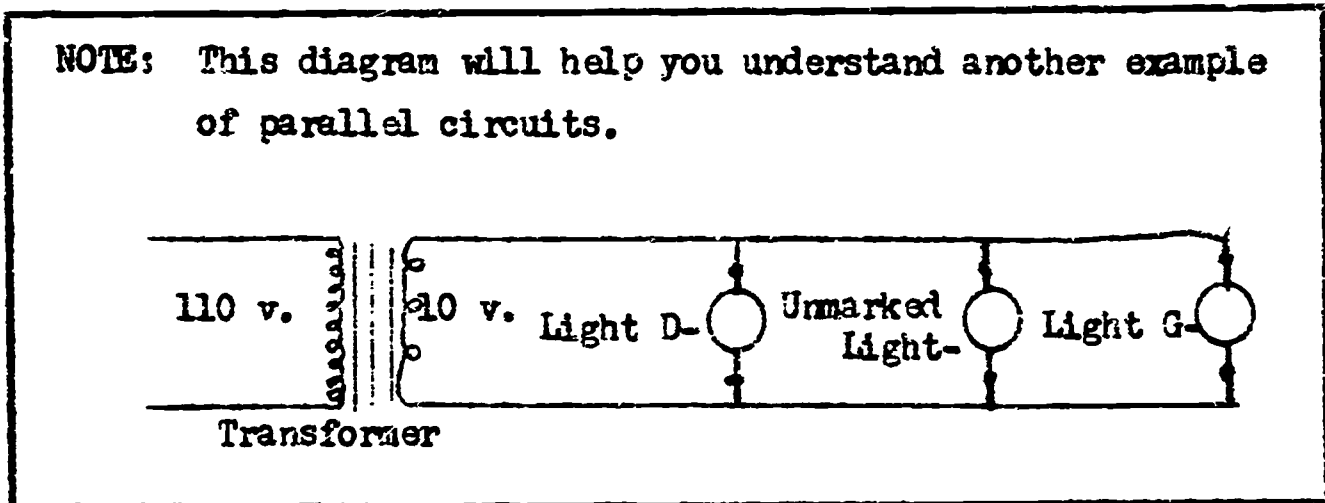 NOTE: This diagram will help you understand another example
of parallel circuits.
110 v.
10 v.
Light D-
Unmarked
Light-
Light G-
Transformer